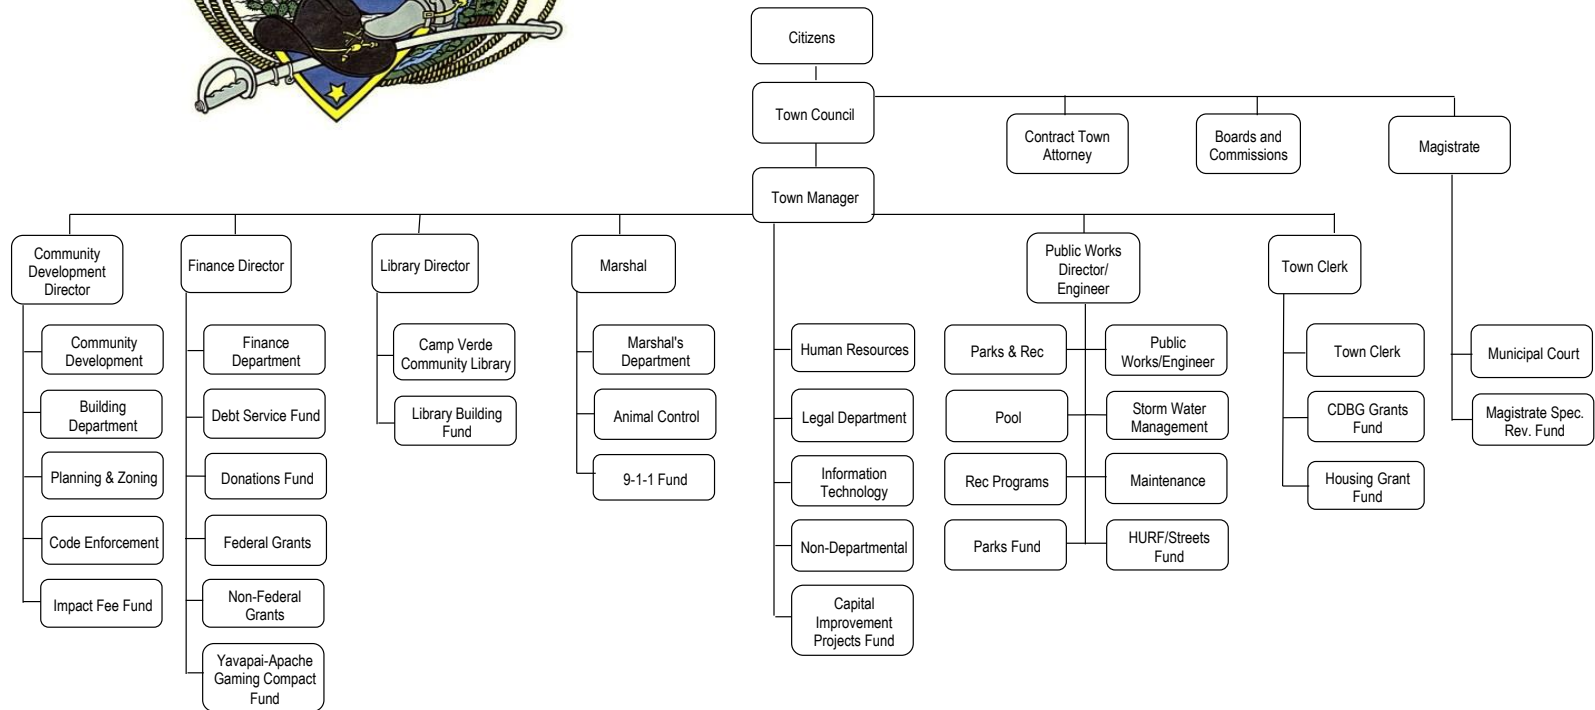 Citizens
Town Council
Contract Town
Attorney
Boards and
Commissions
Magistrate
Town Manager
Community
Development
Director
Finance Director
Library Director
Marshal
Public Works
Director/
Engineer
Town Clerk
Community
Development
Building
Department
Planning & Zoning
Code Enforcement
Impact Fee Fund
Finance
Department
Debt Service Fund
Donations Fund
Federal Grants
Non-Federal
Grants
Yavapai-Apache
Gaming Compact
Fund
Camp Verde
Community Library
Library Building
Fund
Marshal's
Department
Animal Control
9-1-1 Fund
Human Resources
Legal Department
Information
Technology
Non-Departmental
Capital
Improvement
Projects Fund
Parks & Rec
Pool
Rec Programs
Parks Fund
Public
Works/Engineer
Storm Water
Management
Maintenance
HURF/Streets
Fund
Town Clerk
CDBG Grants
Fund
Housing Grant
Fund
Municipal Court
Magistrate Spec.
Rev. Fund